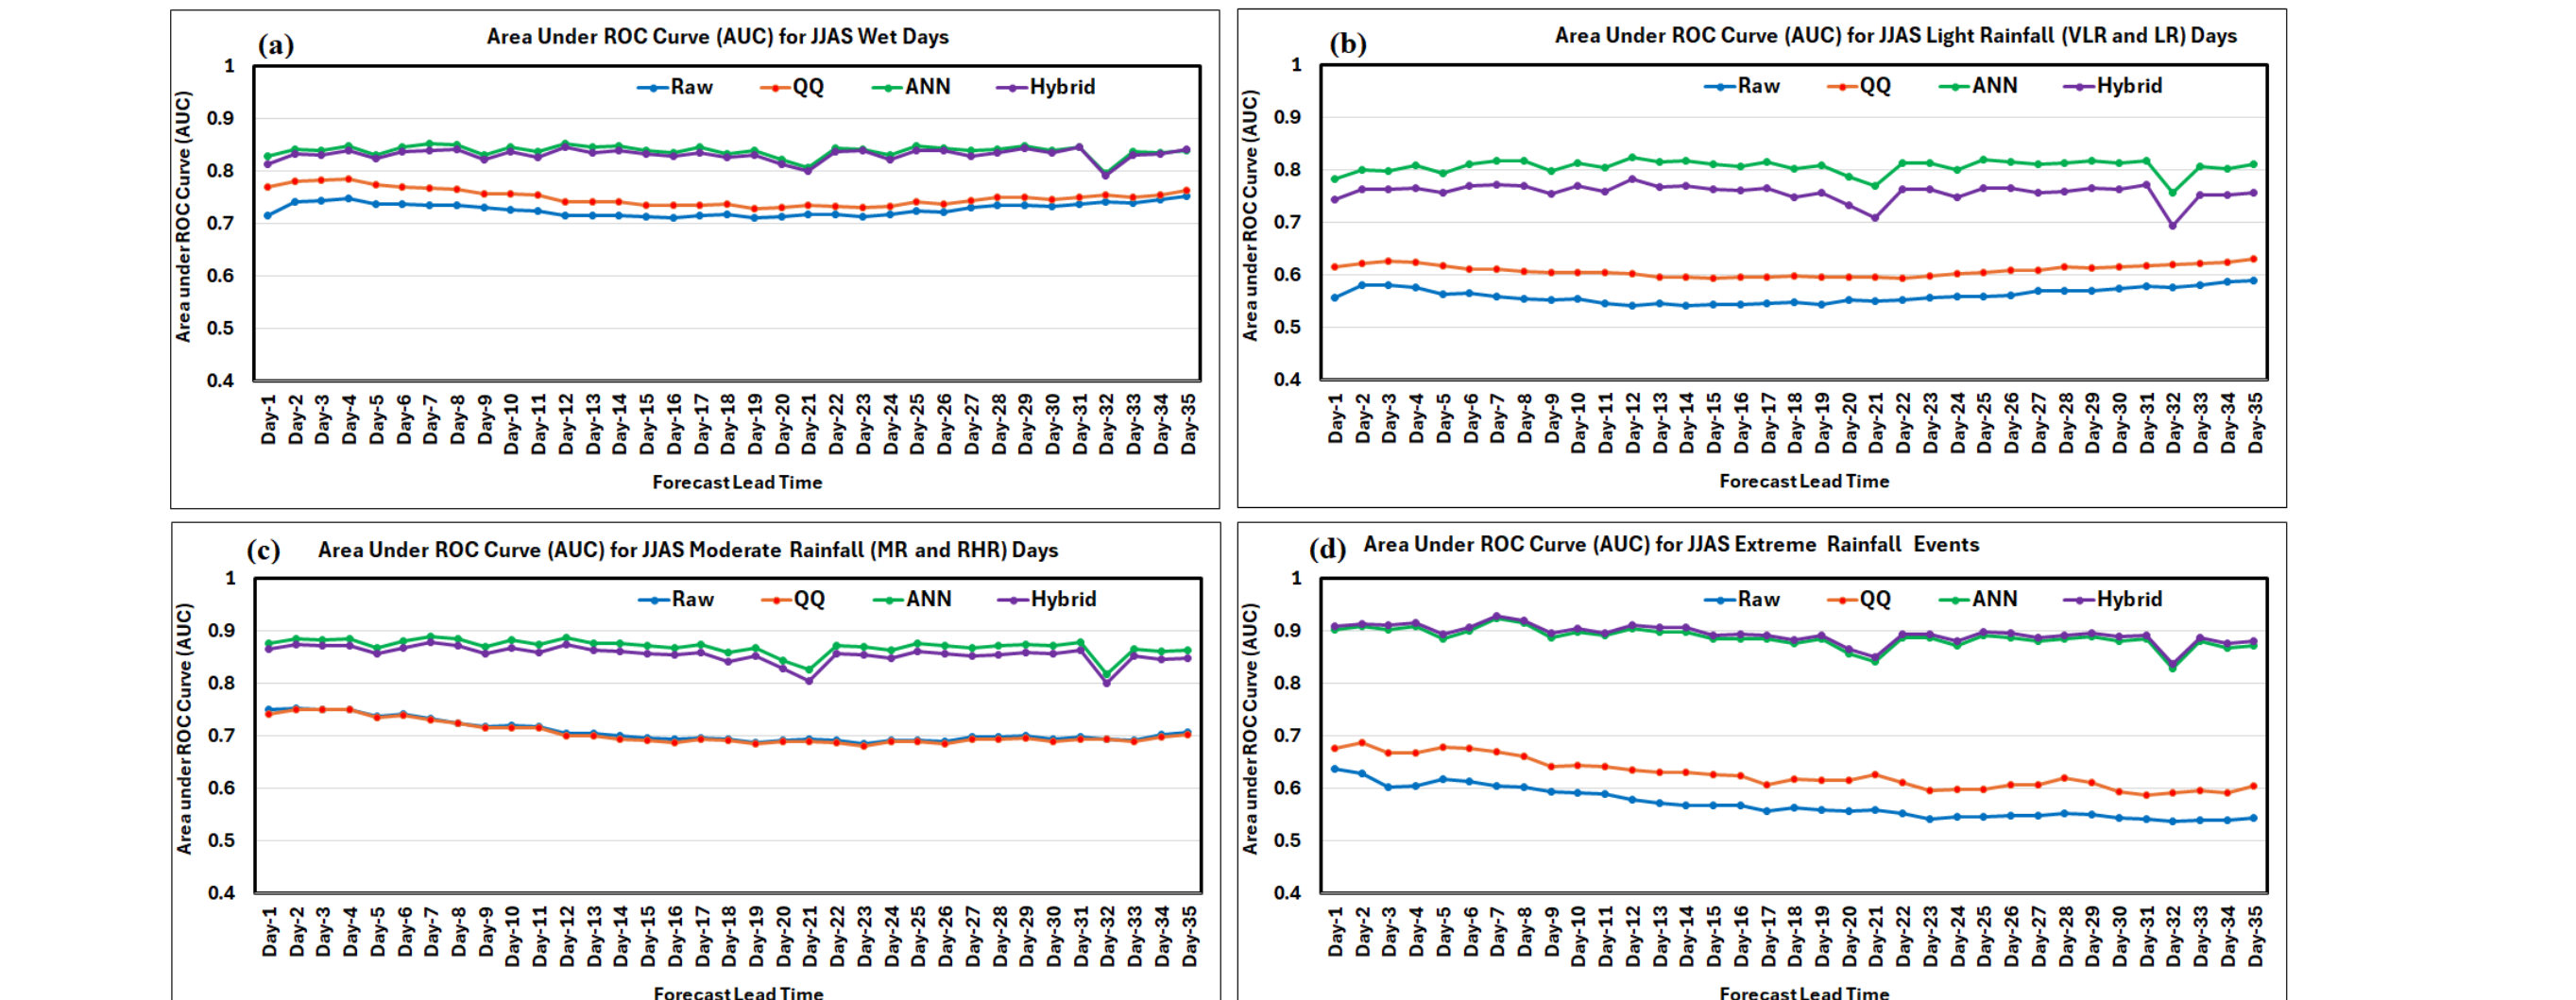 (a) Area Under ROC Curve (AUC) for JJAS Wet Days
Raw QQ ANN Hybrid
Area under ROC Curve (AUC)
1
0.9
0.8
0.7
0.6
0.5
0.4
Day-1 Day-2 Day-3 Day-4 Day-5 Day-6 Day-7 Day-8 Day-9 Day-10 Day-11 Day-12 Day-13 Day-14 Day-15 Day-16 Day-17 Day-18 Day-19 Day-20 Day-21 Day-22 Day-23 Day-24 Day-25 Day-26 Day-27 Day-28 Day-29 Day-30 Day-31 Day-32 Day-33 Day-34 Day-35
Forecast Lead Time
(b) Area Under ROC Curve (AUC) for JJAS Light Rainfall (VLR and LR) Days
Raw QQ ANN Hybrid
Area under ROC Curve (AUC)
1
0.9
0.8
0.7
0.6
0.5
0.4
Day-1 Day-2 Day-3 Day-4 Day-5 Day-6 Day-7 Day-8 Day-9 Day-10 Day-11 Day-12 Day-13 Day-14 Day-15 Day-16 Day-17 Day-18 Day-19 Day-20 Day-21 Day-22 Day-23 Day-24 Day-25 Day-26 Day-27 Day-28 Day-29 Day-30 Day-31 Day-32 Day-33 Day-34 Day-35
Forecast Lead Time
(c) Area Under ROC Curve (AUC) for JJAS Moderate Rainfall (MR and RHR) Days
Raw QQ ANN Hybrid
Area under ROC Curve (AUC)
1
0.9
0.8
0.7
0.6
0.5
0.4
Day-1 Day-2 Day-3 Day-4 Day-5 Day-6 Day-7 Day-8 Day-9 Day-10 Day-11 Day-12 Day-13 Day-14 Day-15 Day-16 Day-17 Day-18 Day-19 Day-20 Day-21 Day-22 Day-23 Day-24 Day-25 Day-26 Day-27 Day-28 Day-29 Day-30 Day-31 Day-32 Day-33 Day-34 Day-35
Forecast Lead Time
(d) Area Under ROC Curve (AUC) for JJAS Extreme Rainfall Events
Raw QQ ANN Hybrid
Area under ROC Curve (AUC)
1
0.9
0.8
0.7
0.6
0.5
0.4
Day-1 Day-2 Day-3 Day-4 Day-5 Day-6 Day-7 Day-8 Day-9 Day-10 Day-11 Day-12 Day-13 Day-14 Day-15 Day-16 Day-17 Day-18 Day-19 Day-20 Day-21 Day-22 Day-23 Day-24 Day-25 Day-26 Day-27 Day-28 Day-29 Day-30 Day-31 Day-32 Day-33 Day-34 Day-35
Forecast Lead Time